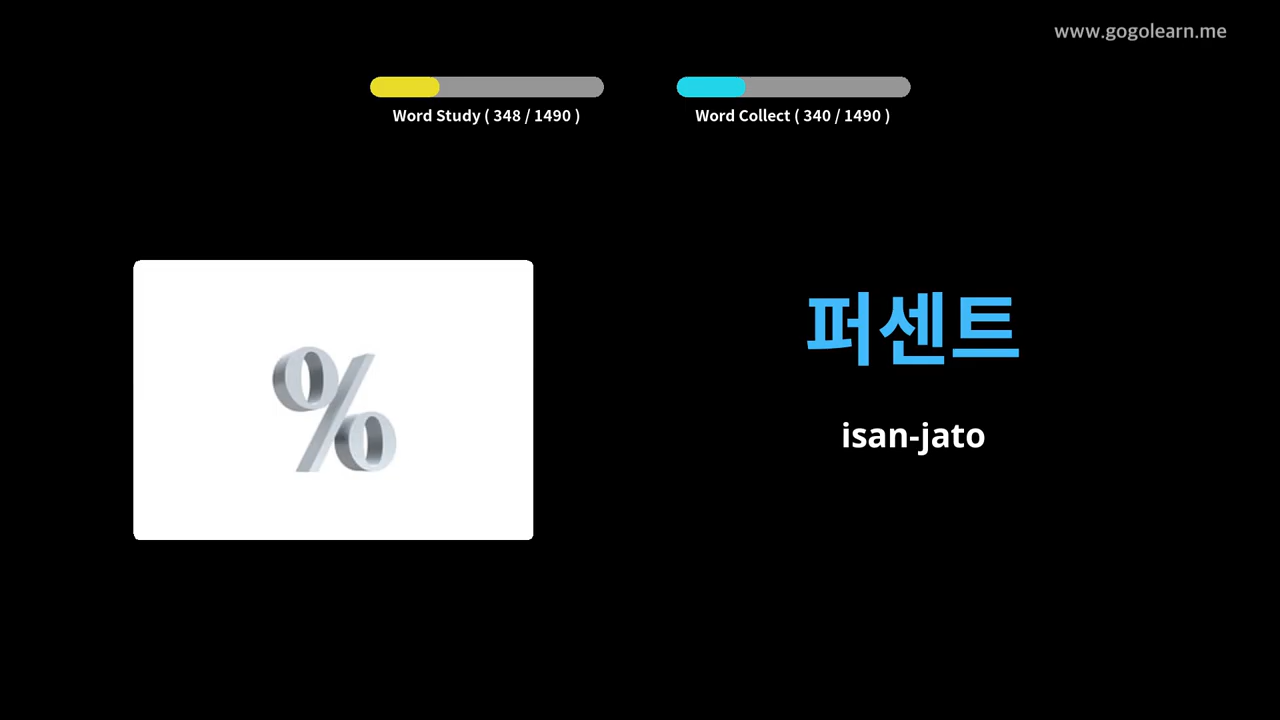 www.gogolearn.me
Word Study ( 348 / 1490 )
Word Collect ( 340 / 1490 )
%
퍼센트
isan-jato